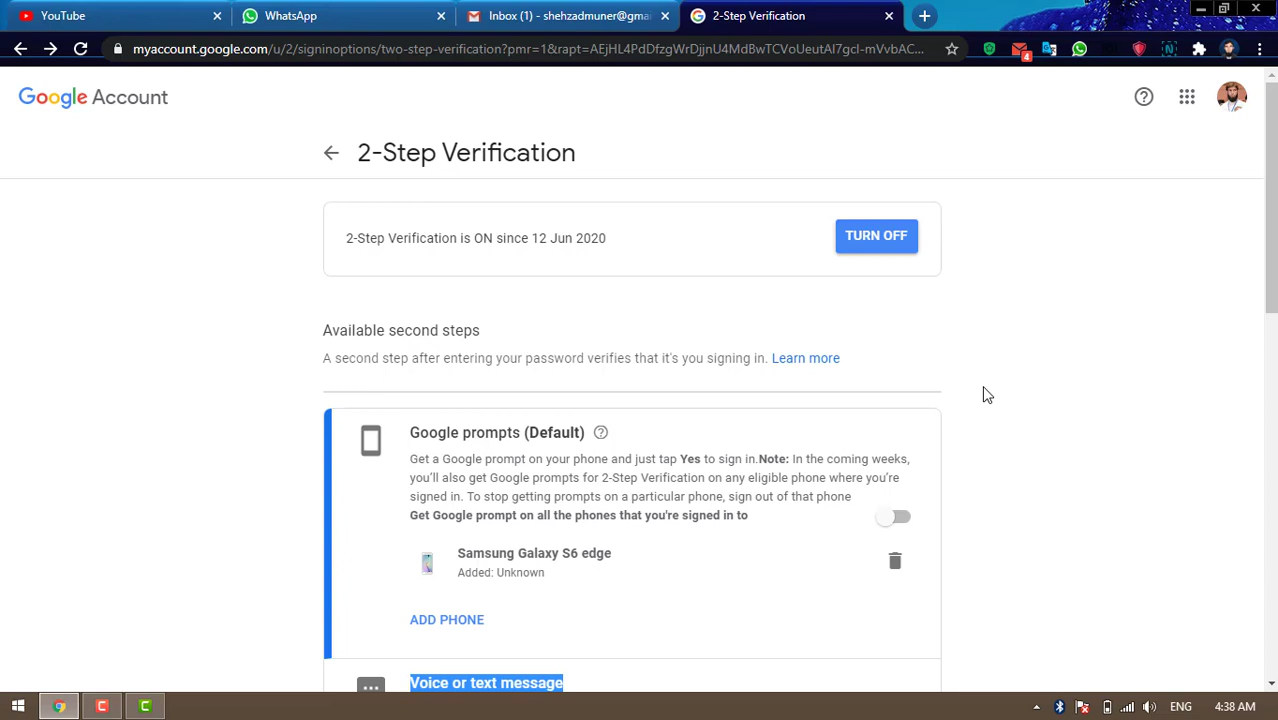 YouTube
WhatsApp
Inbox (1) - shehzadmuner@gma
2-Step Verification
myaccount.google.com/u/2/signinoptions/two-step-verification?pmr=1&rapt=AEjHL4PdDfzgWrDjjnU4MdBwTCVoUeutAI7gcI-mVvbAC...
4
Google Account
2-Step Verification
2-Step Verification is ON since 12 Jun 2020
TURN OFF
Available second steps
A second step after entering your password verifies that it's you signing in. Learn more
Google prompts (Default)
Get a Google prompt on your phone and just tap Yes to sign in.Note: In the coming weeks,
you'll also get Google prompts for 2-Step Verification on any eligible phone where you're
signed in. To stop getting prompts on a particular phone, sign out of that phone
Get Google prompt on all the phones that you're signed in to
Samsung Galaxy S6 edge
Added: Unknown
ADD PHONE
Voice or text message
ENG
4:38 AM